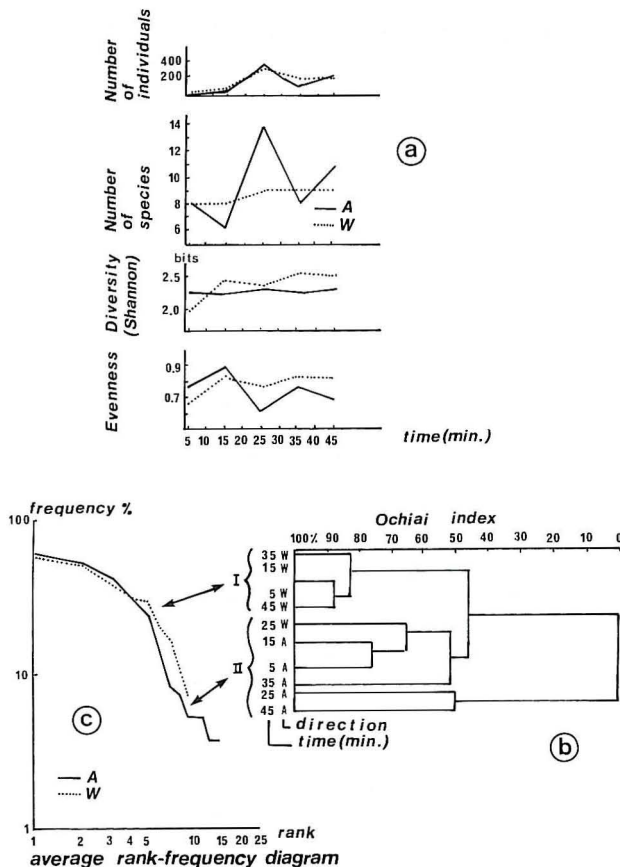 Number of individuals
400
200
a
Number of species
14
12
10
8
6
A
W
Diversity (Shannon)
bits
2.5
2.0
Evenness
0.9
0.7
5 10 15 20 25 30 35 40 45
time(min.)
frequency %
100
10
1
c
A
W
1 2 3 4 5 10 15 20 25
rank
average rank-frequency diagram
Ochiai index
100% 90 80 70 60 50 40 30 20 10 0
I
35 W
15 W
5 W
45 W
II
25 W
15 A
5 A
35 A
25 A
45 A
direction
time(min.)
b